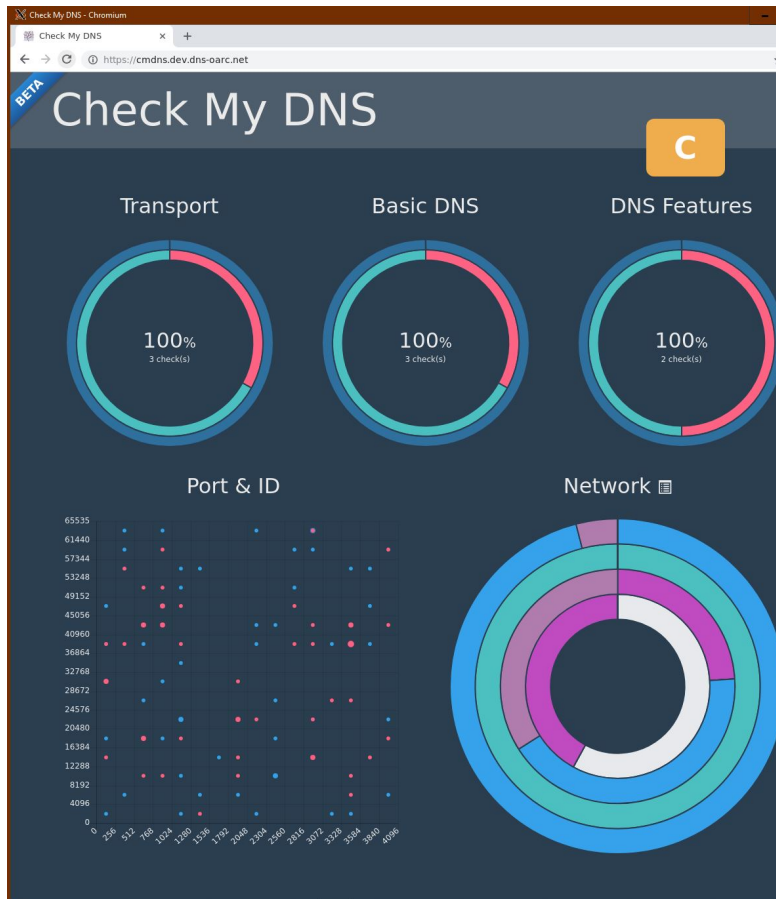 Check My DNS - Chromium
Check My DNS × +
https://cmdns.dev.dns-oarc.net
BETA
Check My DNS
C
Transport
Basic DNS
DNS Features
100%
3 check(s)
100%
3 check(s)
100%
2 check(s)
Port & ID
Network
65535
61440
57344
53248
49152
45056
40960
36864
32768
28672
24576
20480
16384
12288
8192
4096
0
0 256 512 768 1024 1280 1536 1792 2048 2304 2560 2816 3072 3328 3584 3840 4096